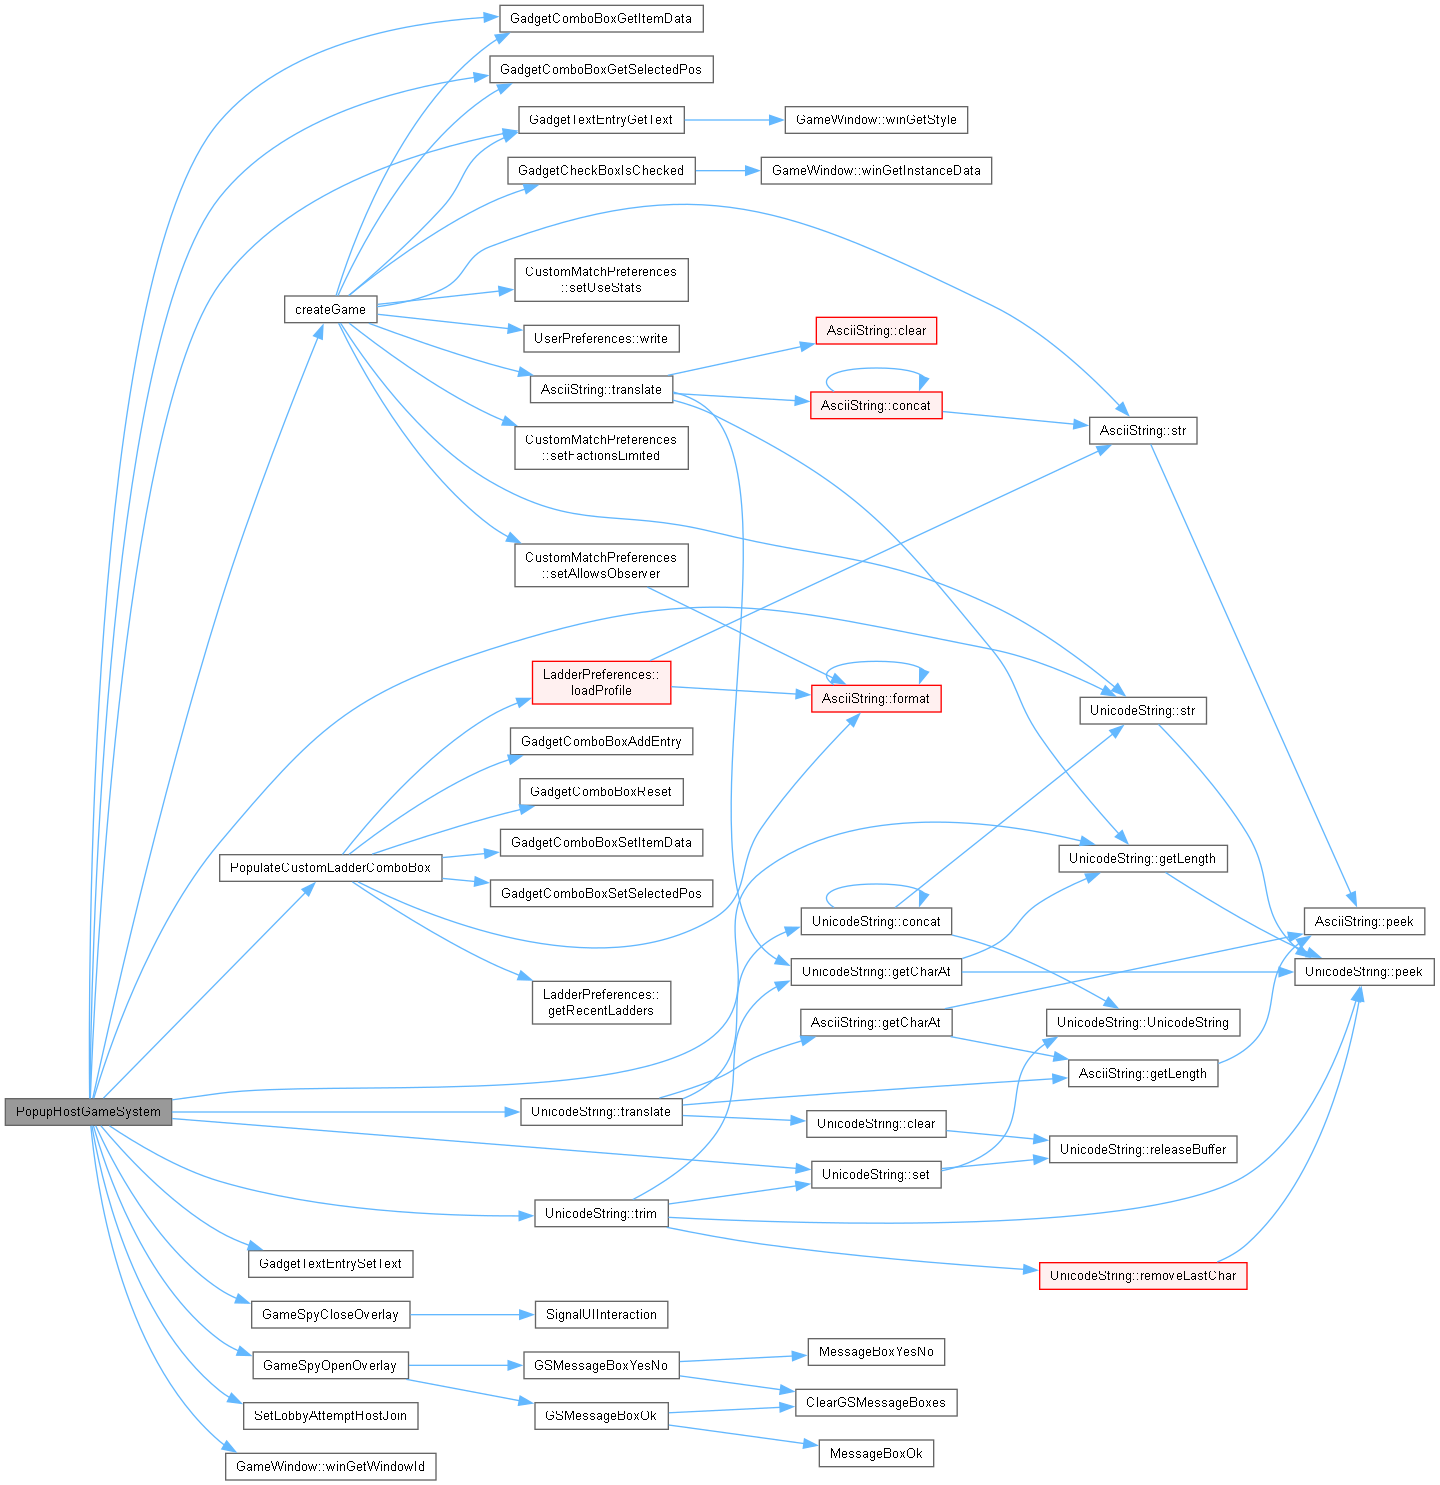 GadgetComboBoxGetItemData
GadgetComboBoxGetSelectedPos
GadgetTextEntryGetText
GameWindow::winGetStyle
GadgetCheckBoxIsChecked
GameWindow::winGetInstanceData
CustomMatchPreferences
::setUseStats
createGame
UserPreferences::write
AsciiString::clear
AsciiString::translate
AsciiString::concat
AsciiString::str
CustomMatchPreferences
::setFactionsLimited
CustomMatchPreferences
::setAllowsObserver
LadderPreferences::
loadProfile
AsciiString::format
UnicodeString::str
GadgetComboBoxAddEntry
GadgetComboBoxReset
GadgetComboBoxSetItemData
UnicodeString::getLength
PopulateCustomLadderComboBox
GadgetComboBoxSetSelectedPos
UnicodeString::concat
AsciiString::peek
UnicodeString::getCharAt
UnicodeString::peek
LadderPreferences::
getRecentLadders
AsciiString::getCharAt
UnicodeString::UnicodeString
AsciiString::getLength
PopupHostGameSystem
UnicodeString::translate
UnicodeString::clear
UnicodeString::releaseBuffer
UnicodeString::set
UnicodeString::trim
GadgetTextEntrySetText
UnicodeString::removeLastChar
GameSpyCloseOverlay
SignalUIInteraction
GameSpyOpenOverlay
GSMessageBoxYesNo
MessageBoxYesNo
ClearGSMessageBoxes
SetLobbyAttemptHostJoin
GSMessageBoxOk
MessageBoxOk
GameWindow::winGetWindowId